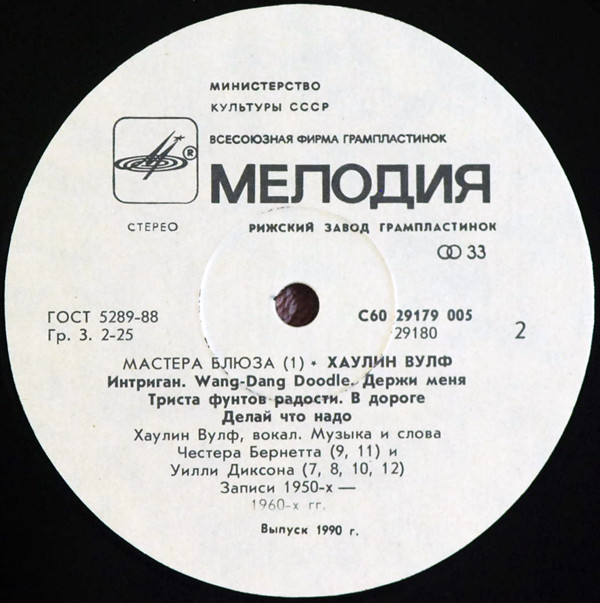 МИНИСТЕРСТВО
КУЛЬТУРЫ СССР
ВСЕСОЮЗНАЯ ФИРМА ГРАМПЛАСТИНОК
®
МЕЛОДИЯ
СТЕРЕО
РИЖСКИЙ ЗАВОД ГРАМПЛАСТИНОК
33
ГОСТ 5289-88
Гр. 3. 2-25
С60 29179 005
29180
2
МАСТЕРА БЛЮЗА (1) • ХАУЛИН ВУЛФ
Интриган. Wang-Dang Doodle. Держи меня
Триста фунтов радости. В дороге
Делай что надо
Хаулин Вулф, вокал. Музыка и слова
Честера Бернетта (9, 11) и
Уилли Диксона (7, 8, 10, 12)
Записи 1950-х —
1960-х гг.
Выпуск 1990 г.